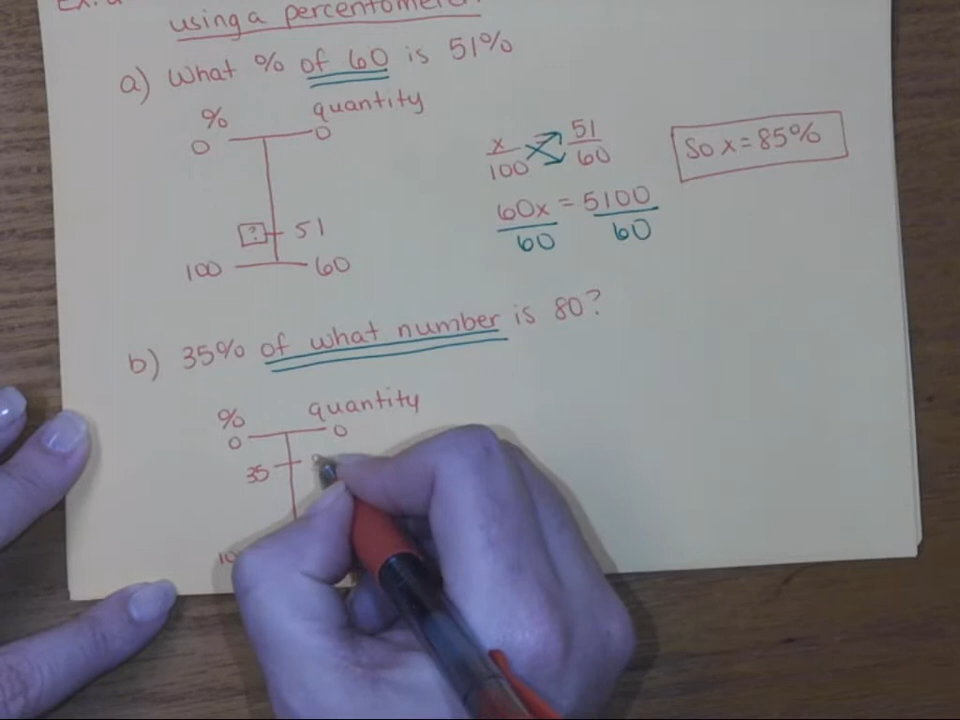 using a percentometer.
a) What % of 60 is 51%
% quantity
0 0
? 51
100 60
x/100 51/60
60x = 5100
60 60
So x = 85%
b) 35% of what number is 80?
% quantity
0 0
35